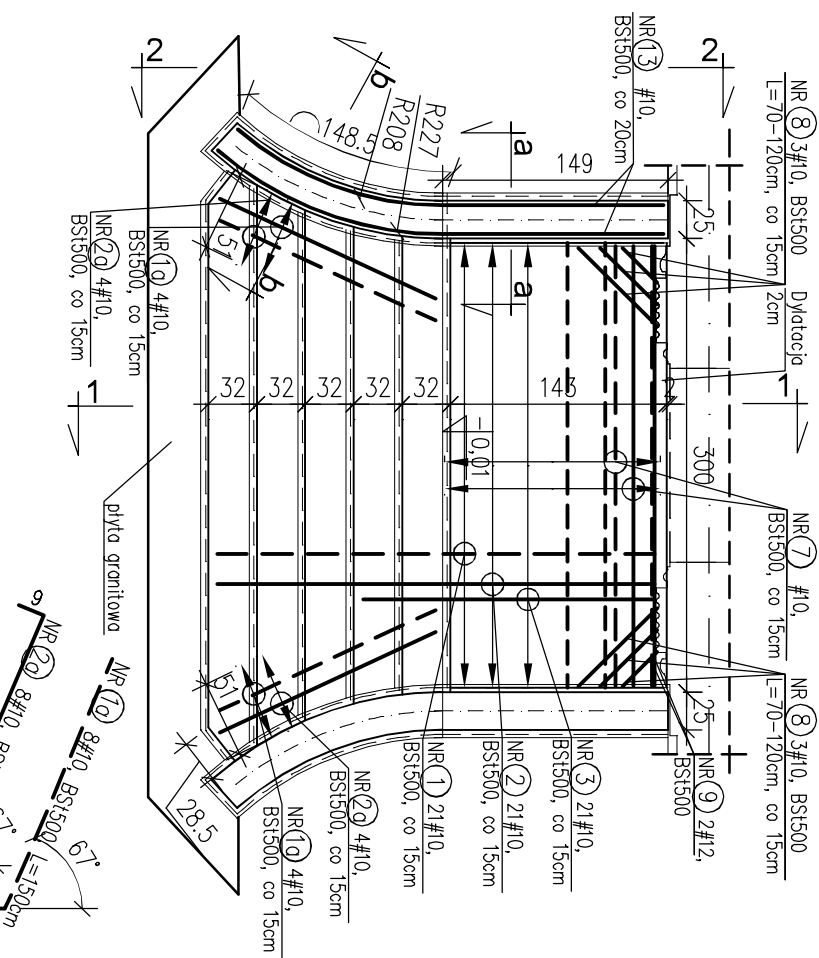 NR 8 3#10, BSt500
L=70-120cm, co 15cm
Dylatacja
2cm
NR 7 #10,
BSt500, co 15cm
NR 8 3#10, BSt500
L=70-120cm, co 15cm
NR 9 2#12,
BSt500
NR 13 #10,
BSt500, co 20cm
2
2
1
1
25
300
25
149
143
-0,01
32
32
32
32
32
148.5
R227
R208
a
a
b
b
51
51
28.5
NR 3 21#10,
BSt500, co 15cm
NR 2 21#10,
BSt500, co 15cm
NR 1 21#10,
BSt500, co 15cm
NR 2a 4#10,
BSt500, co 15cm
NR 1a 4#10,
BSt500, co 15cm
NR 1a 4#10,
BSt500, co 15cm
NR 2a 4#10,
BSt500, co 15cm
płyta granitowa
NR 1a 8#10, BSt500 L=150cm
67°
NR 2a 8#10,
9